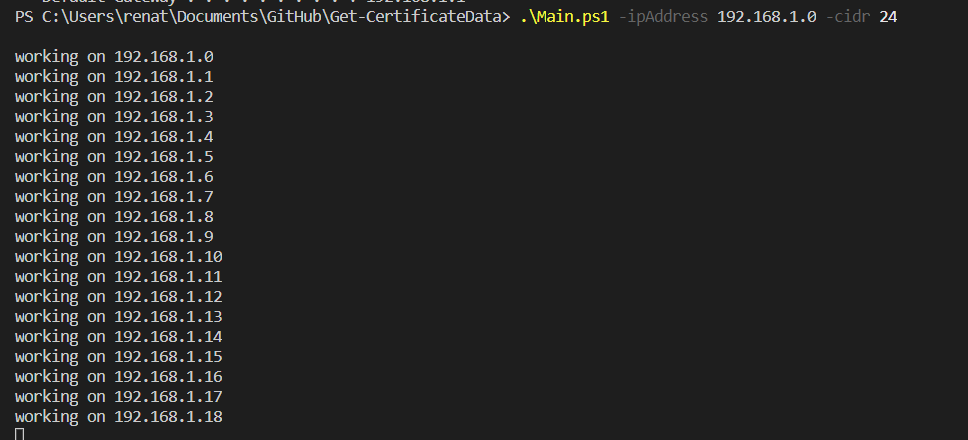 PS C:\Users\renat\Documents\GitHub\Get-CertificateData> .\Main.ps1 -ipAddress 192.168.1.0 -cidr 24
working on 192.168.1.0
working on 192.168.1.1
working on 192.168.1.2
working on 192.168.1.3
working on 192.168.1.4
working on 192.168.1.5
working on 192.168.1.6
working on 192.168.1.7
working on 192.168.1.8
working on 192.168.1.9
working on 192.168.1.10
working on 192.168.1.11
working on 192.168.1.12
working on 192.168.1.13
working on 192.168.1.14
working on 192.168.1.15
working on 192.168.1.16
working on 192.168.1.17
working on 192.168.1.18